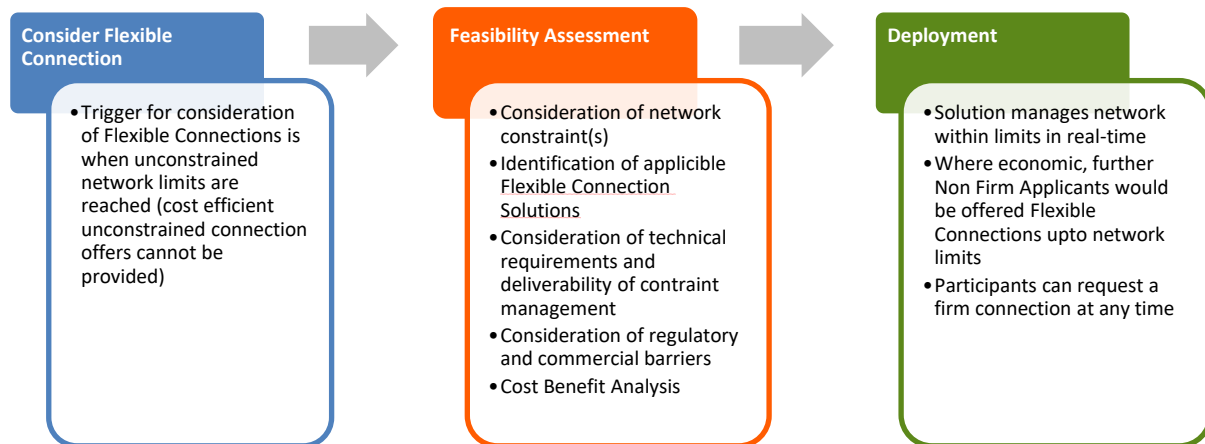 Consider Flexible
Connection
•Trigger for consideration
of Flexible Connections is
when unconstrained
network limits are
reached (cost efficient
unconstrained connection
offers cannot be
provided)
Feasibility Assessment
•Consideration of network
constraint(s)
•Identification of applicible
Flexible Connection
Solutions
•Consideration of technical
requirements and
deliverability of contraint
management
•Consideration of regulatory
and commercial barriers
•Cost Benefit Analysis
Deployment
•Solution manages network
within limits in real-time
•Where economic, further
Non Firm Applicants would
be offered Flexible
Connections upto network
limits
•Participants can request a
firm connection at any time